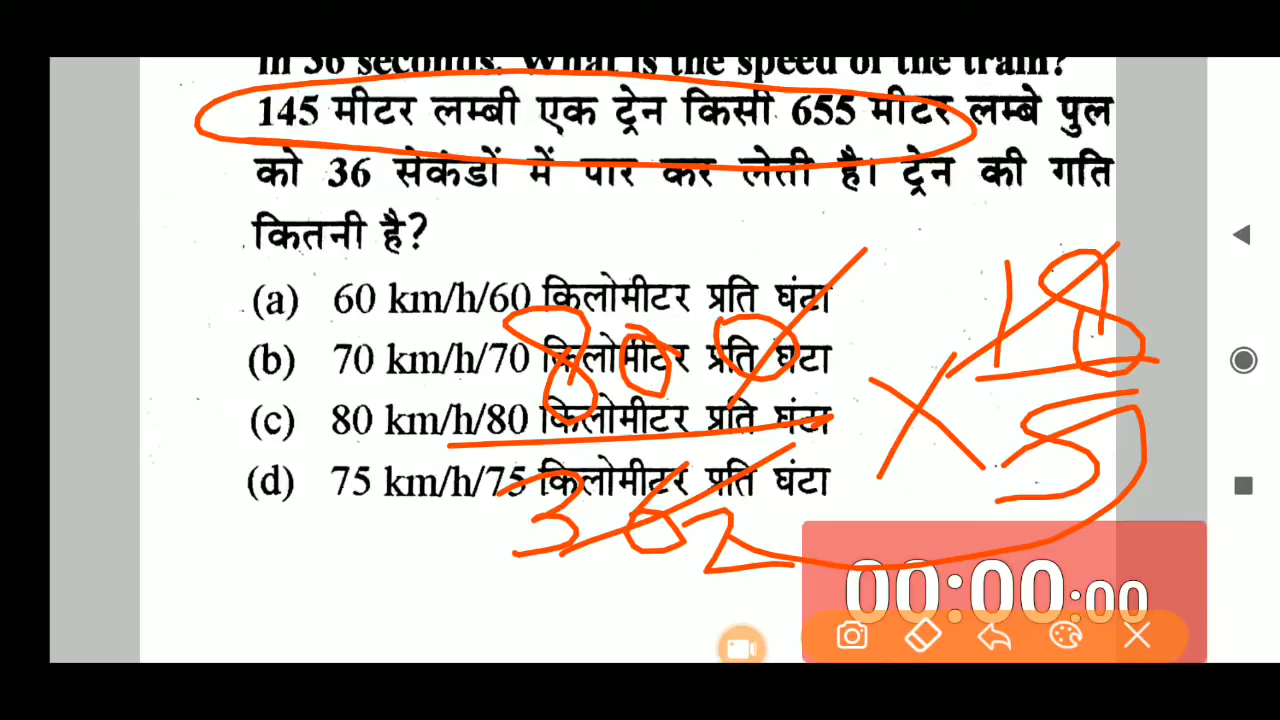 in 36 seconds. What is the speed of the train?
145 मीटर लम्बी एक ट्रेन किसी 655 मीटर लम्बे पुल
को 36 सेकंडों में पार कर लेती है। ट्रेन की गति
कितनी है?
(a) 60 km/h/60 किलोमीटर प्रति घंटा
(b) 70 km/h/70 किलोमीटर प्रति घंटा
(c) 80 km/h/80 किलोमीटर प्रति घंटा
(d) 75 km/h/75 किलोमीटर प्रति घंटा
800 × 18
36 2 5
00:00:00